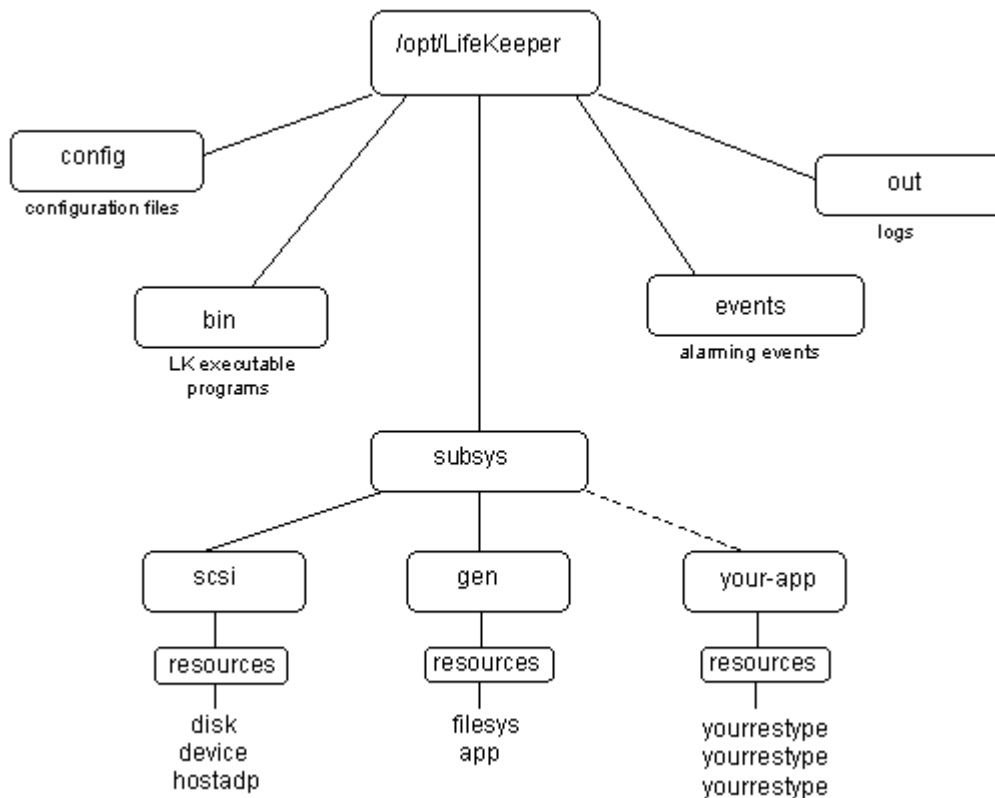 /opt/LifeKeeper
config
configuration files
out
logs
bin
LK executable
programs
events
alarming events
subsys
scsi
gen
your-app
resources
resources
resources
disk
device
hostadp
filesys
app
yourrestype
yourrestype
yourrestype